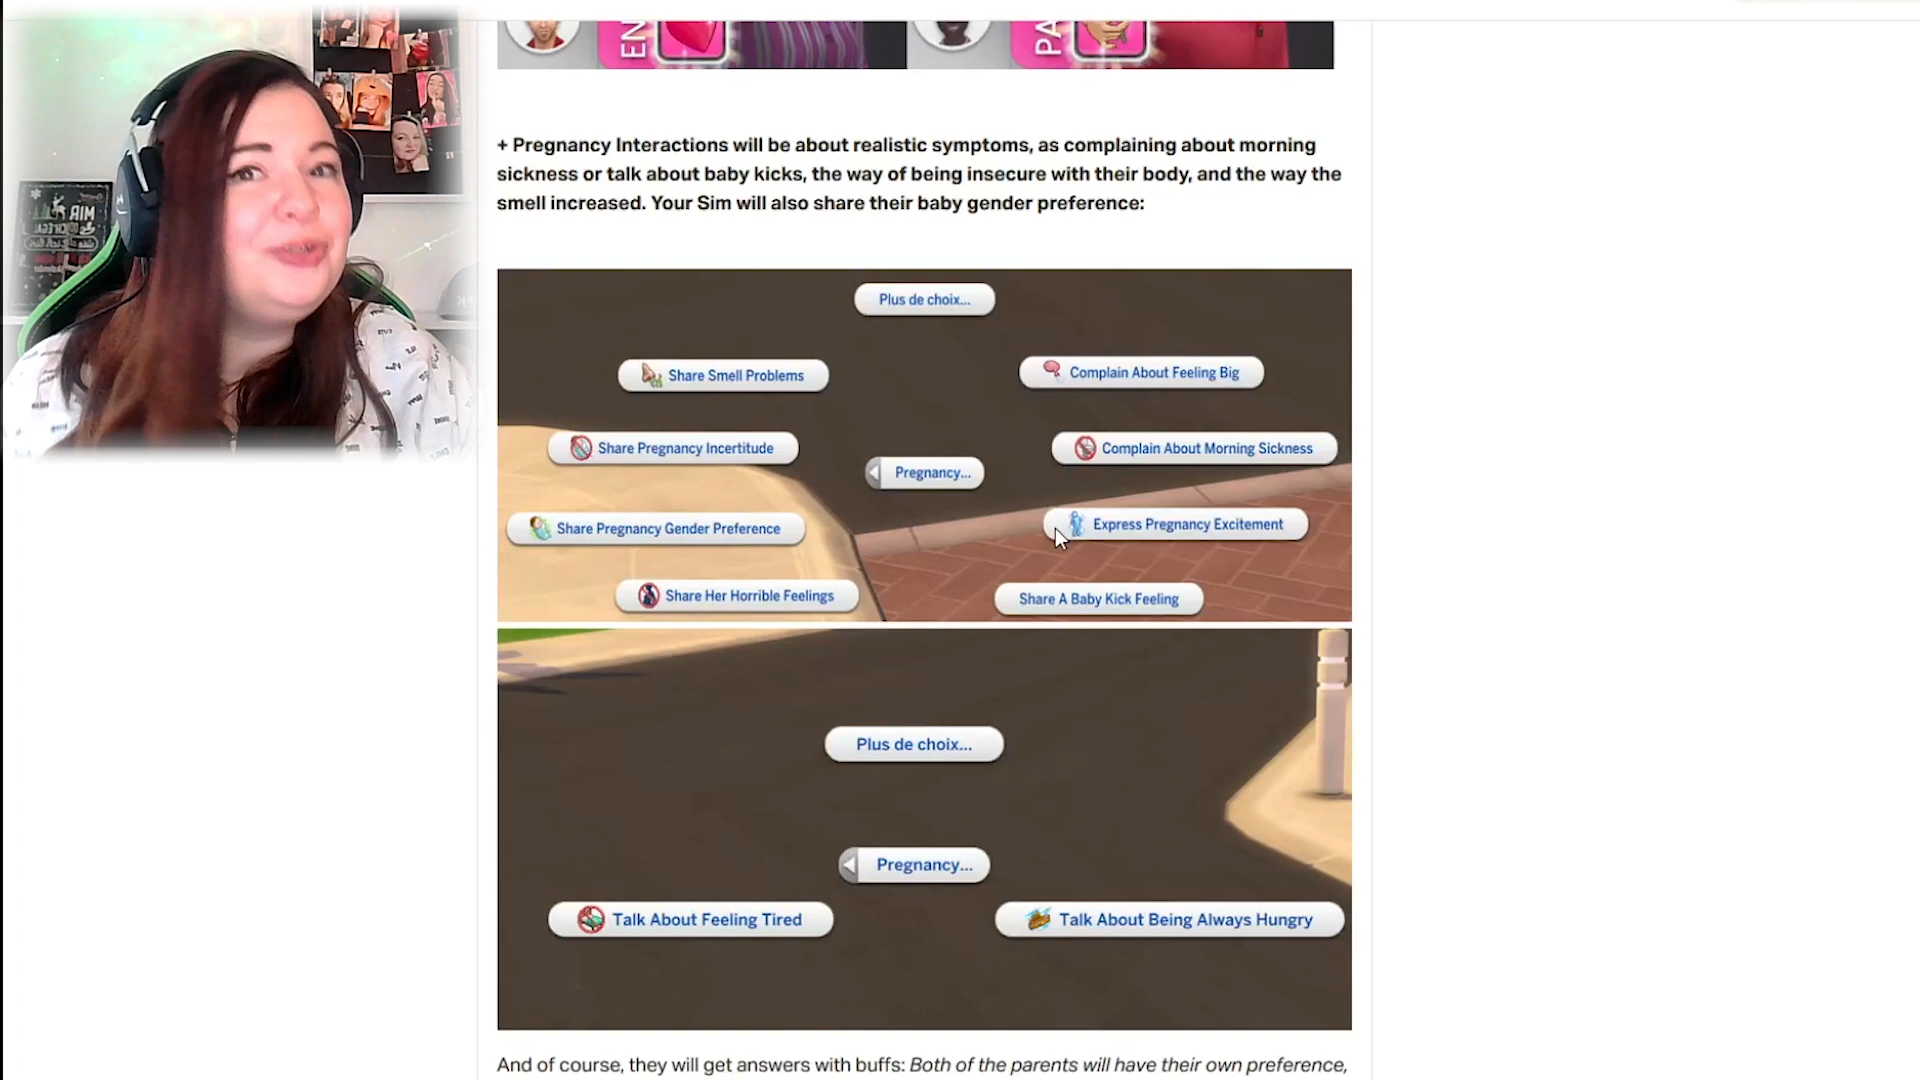 EN
PA
+ Pregnancy Interactions will be about realistic symptoms, as complaining about morning
sickness or talk about baby kicks, the way of being insecure with their body, and the way the
smell increased. Your Sim will also share their baby gender preference:
Plus de choix...
Share Smell Problems
Complain About Feeling Big
Share Pregnancy Incertitude
Complain About Morning Sickness
Pregnancy...
Share Pregnancy Gender Preference
Express Pregnancy Excitement
Share Her Horrible Feelings
Share A Baby Kick Feeling
Plus de choix...
Pregnancy...
Talk About Feeling Tired
Talk About Being Always Hungry
And of course, they will get answers with buffs: Both of the parents will have their own preference,